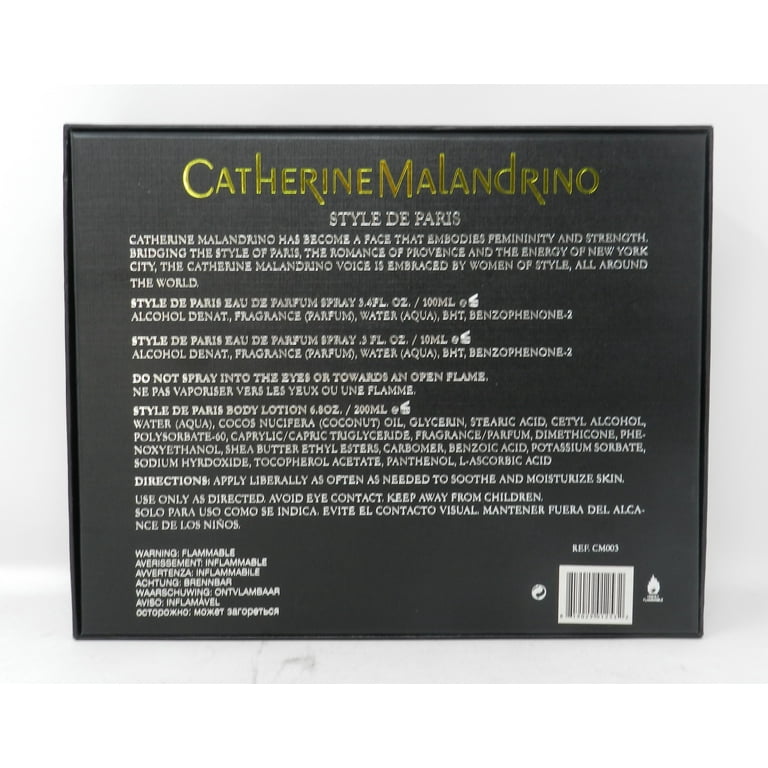 CATHERINE MALANDRINO
STYLE DE PARIS
CATHERINE MALANDRINO HAS BECOME A FACE THAT EMBODIES FEMININITY AND STRENGTH.
BRIDGING THE STYLE OF PARIS, THE ROMANCE OF PROVENCE AND THE ENERGY OF NEW YORK
CITY, THE CATHERINE MALANDRINO VOICE IS EMBRACED BY WOMEN OF STYLE, ALL AROUND
THE WORLD.
STYLE DE PARIS EAU DE PARFUM SPRAY 3.4FL. OZ. / 100ML e
ALCOHOL DENAT., FRAGRANCE (PARFUM), WATER (AQUA), BHT, BENZOPHENONE-2
STYLE DE PARIS EAU DE PARFUM SPRAY .3 FL. OZ. / 10ML e
ALCOHOL DENAT., FRAGRANCE (PARFUM), WATER (AQUA), BHT, BENZOPHENONE-2
DO NOT SPRAY INTO THE EYES OR TOWARDS AN OPEN FLAME.
NE PAS VAPORISER VERS LES YEUX OU UNE FLAMME.
STYLE DE PARIS BODY LOTION 6.8OZ. / 200ML e
WATER (AQUA), COCOS NUCIFERA (COCONUT) OIL, GLYCERIN, STEARIC ACID, CETYL ALCOHOL,
POLYSORBATE-60, CAPRYLIC/CAPRIC TRIGLYCERIDE, FRAGRANCE/PARFUM, DIMETHICONE, PHE-
NOXYETHANOL, SHEA BUTTER ETHYL ESTERS, CARBOMER, BENZOIC ACID, POTASSIUM SORBATE,
SODIUM HYRDOXIDE, TOCOPHEROL ACETATE, PANTHENOL, L-ASCORBIC ACID
DIRECTIONS: APPLY LIBERALLY AS OFTEN AS NEEDED TO SOOTHE AND MOISTURIZE SKIN.
USE ONLY AS DIRECTED. AVOID EYE CONTACT. KEEP AWAY FROM CHILDREN.
SOLO PARA USO COMO SE INDICA. EVITE EL CONTACTO VISUAL. MANTENER FUERA DEL ALCA-
NCE DE LOS NIÑOS.
WARNING: FLAMMABLE
AVERISSEMENT: INFLAMMABLE
AVVERTENZA: INFLAMMABILE
ACHTUNG: BRENNBAR
WAARSCHUWING: ONTVLAMBAAR
AVISO: INFLAMÁVEL
осторожно: может загореться
REF. CM003
FLAMMABLE